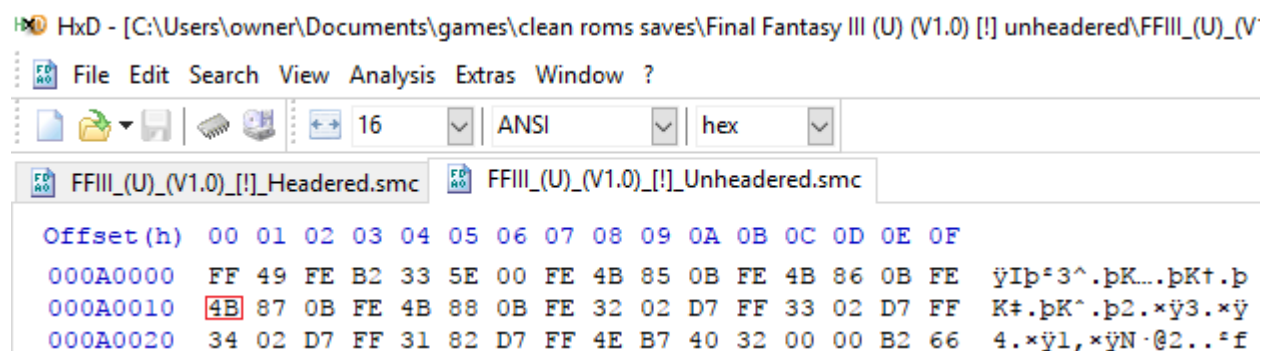 HxD - [C:\Users\owner\Documents\games\clean roms saves\Final Fantasy III (U) (V1.0) [!] unheadered\FFIII_(U)_(V
File Edit Search View Analysis Extras Window ?
16 ANSI hex
FFIII_(U)_(V1.0)_[!]_Headered.smc FFIII_(U)_(V1.0)_[!]_Unheadered.smc
Offset(h) 00 01 02 03 04 05 06 07 08 09 0A 0B 0C 0D 0E 0F
000A0000 FF 49 FE B2 33 5E 00 FE 4B 85 0B FE 4B 86 0B FE ÿIþ²3^.þK….þK†.þ
000A0010 4B 87 0B FE 4B 88 0B FE 32 02 D7 FF 33 02 D7 FF K‡.þKˆ.þ2.×ÿ3.×ÿ
000A0020 34 02 D7 FF 31 82 D7 FF 4E B7 40 32 00 00 B2 66 4.×ÿ1‚×ÿN·@2..²f